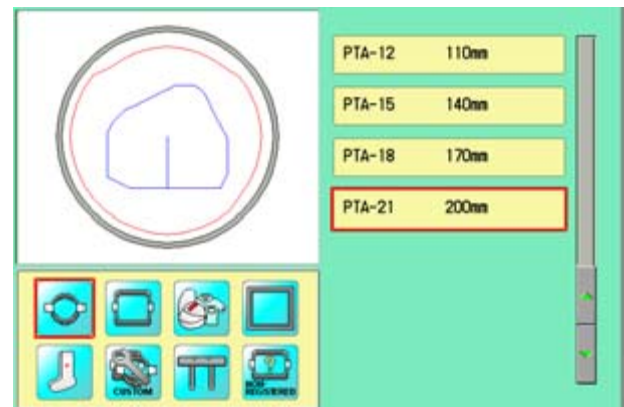 PTA-12 110mm
PTA-15 140mm
PTA-18 170mm
PTA-21 200mm
CUSTOM
NON
REGISTERED